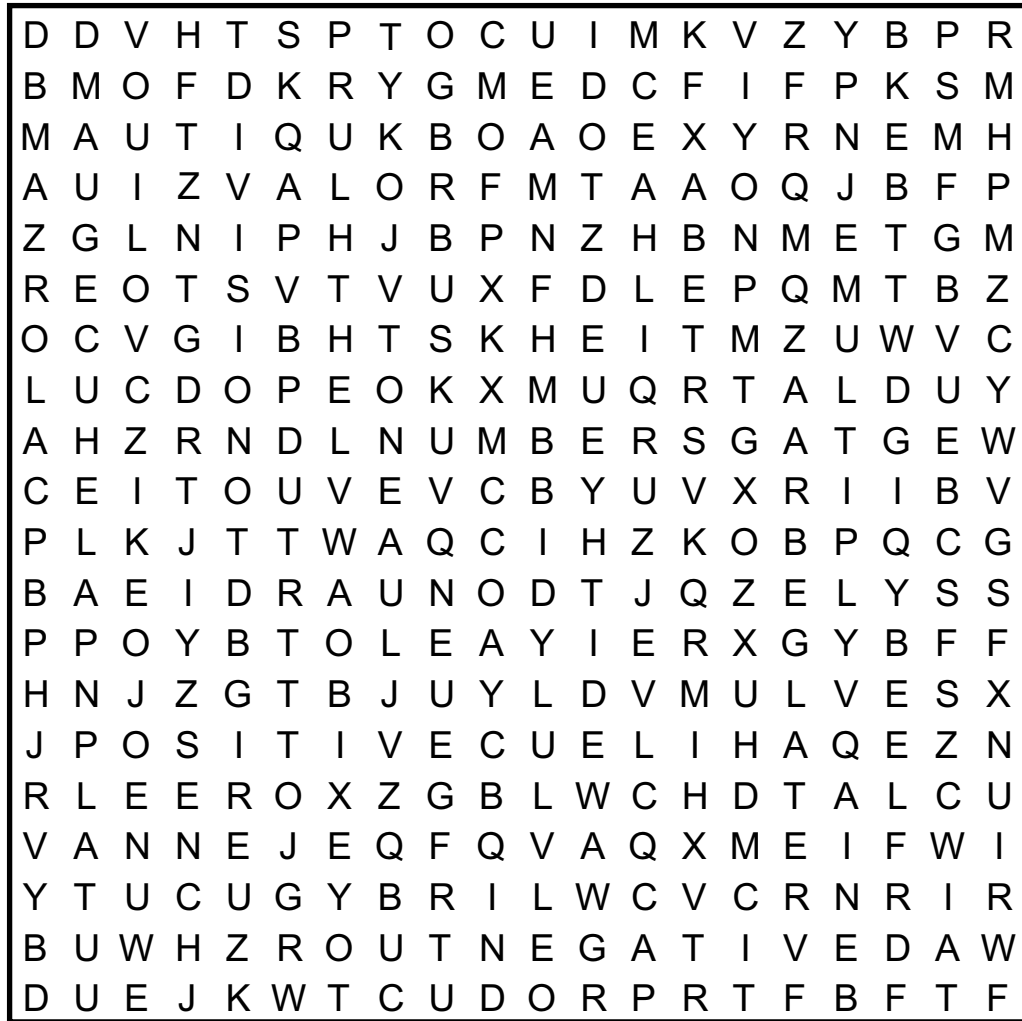 D D V H T S P T O C U I M K V Z Y B P R
B M O F D K R Y G M E D C F I F P K S M
M A U T I Q U K B O A O E X Y R N E M H
A U I Z V A L O R F M T A A O Q J B F P
Z G L N I P H J B P N Z H B N M E T G M
R E O T S V T V U X F D L E P Q M T B Z
O C V G I B H T S K H E I T M Z U W V C
L U C D O P E O K X M U Q R T A L D U Y
A H Z R N D L N U M B E R S G A T G E W
C E I T O U V E V C B Y U V X R I I B V
P L K J T T W A Q C I H Z K O B P Q C G
B A E I D R A U N O D T J Q Z E L Y S S
P P O Y B T O L E A Y I E R X G Y B F F
H N J Z G T B J U Y L D V M U L V E S X
J P O S I T I V E C U E L I H A Q E Z N
R L E E R O X Z G B L W C H D T A L C U
V A N N E J E Q F Q V A Q X M E I F W I
Y T U C U G Y B R I L W C V C R N R I R
B U W H Z R O U T N E G A T I V E D A W
D U E J K W T C U D O R P R T F B F T F